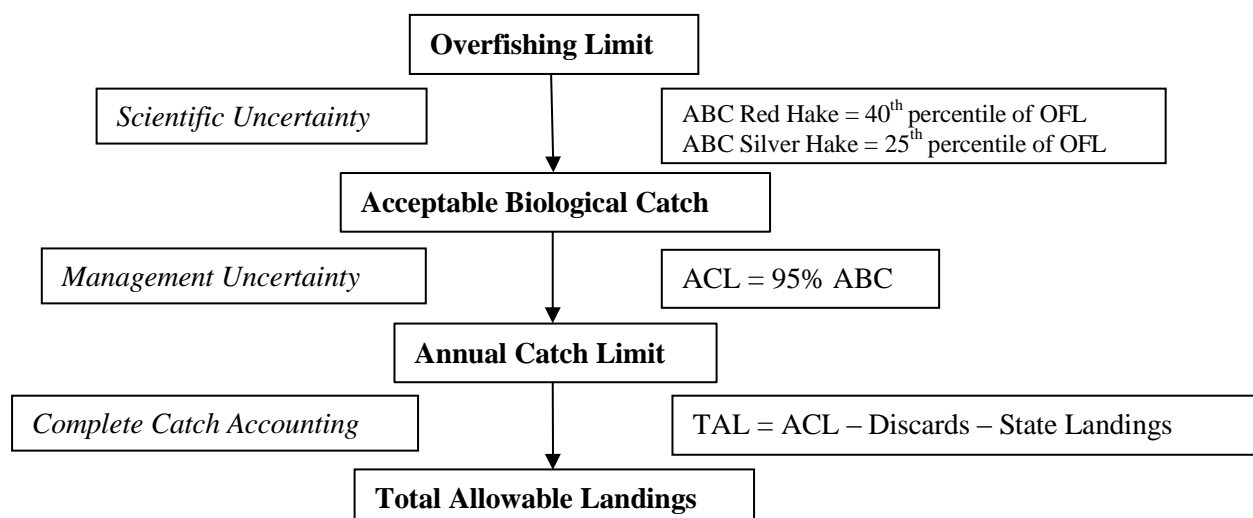 Overfishing Limit
Scientific Uncertainty
ABC Red Hake = 40th percentile of OFL
ABC Silver Hake = 25th percentile of OFL
Acceptable Biological Catch
Management Uncertainty
ACL = 95% ABC
Annual Catch Limit
Complete Catch Accounting
TAL = ACL – Discards – State Landings
Total Allowable Landings